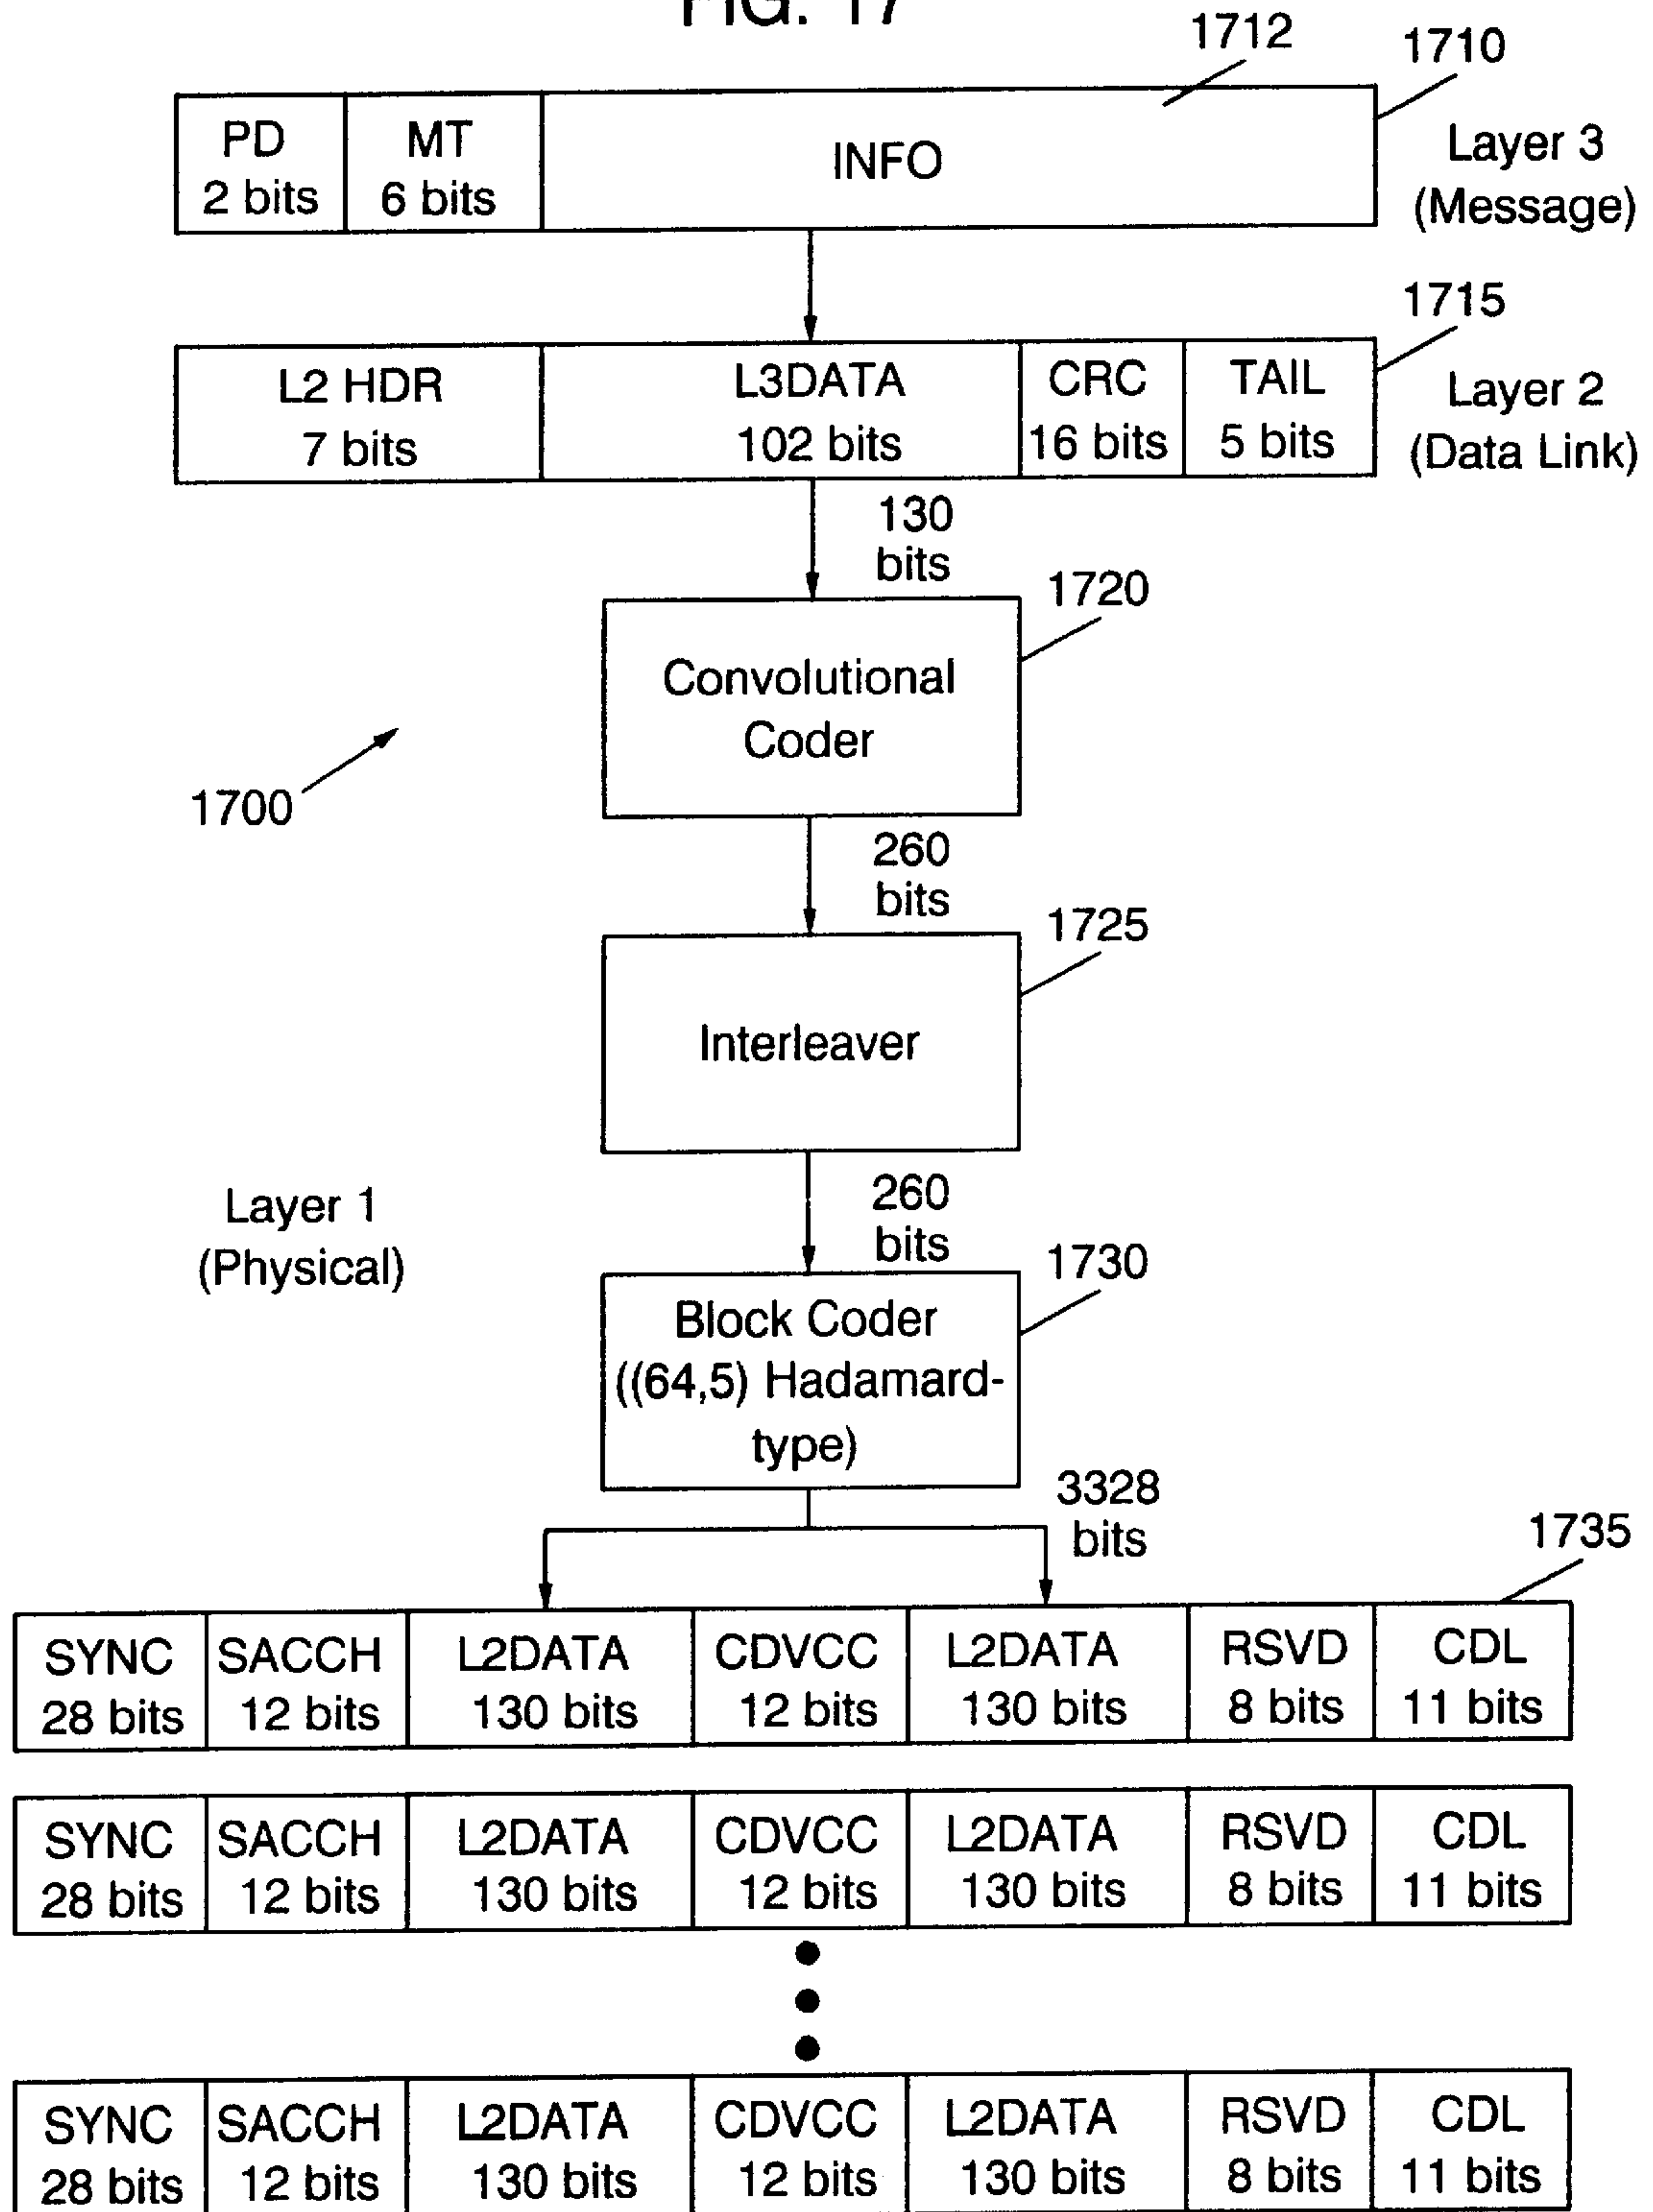 FIG. 17
1712
1710
PD
2 bits
MT
6 bits
INFO
Layer 3
(Message)
1715
L2 HDR
7 bits
L3DATA
102 bits
CRC
16 bits
TAIL
5 bits
Layer 2
(Data Link)
130
bits
1720
Convolutional
Coder
1700
260
bits
1725
Interleaver
Layer 1
(Physical)
260
bits
1730
Block Coder
((64,5) Hadamard-
type)
3328
bits
1735
SYNC
28 bits
SACCH
12 bits
L2DATA
130 bits
CDVCC
12 bits
L2DATA
130 bits
RSVD
8 bits
CDL
11 bits
SYNC
28 bits
SACCH
12 bits
L2DATA
130 bits
CDVCC
12 bits
L2DATA
130 bits
RSVD
8 bits
CDL
11 bits
SYNC
28 bits
SACCH
12 bits
L2DATA
130 bits
CDVCC
12 bits
L2DATA
130 bits
RSVD
8 bits
CDL
11 bits